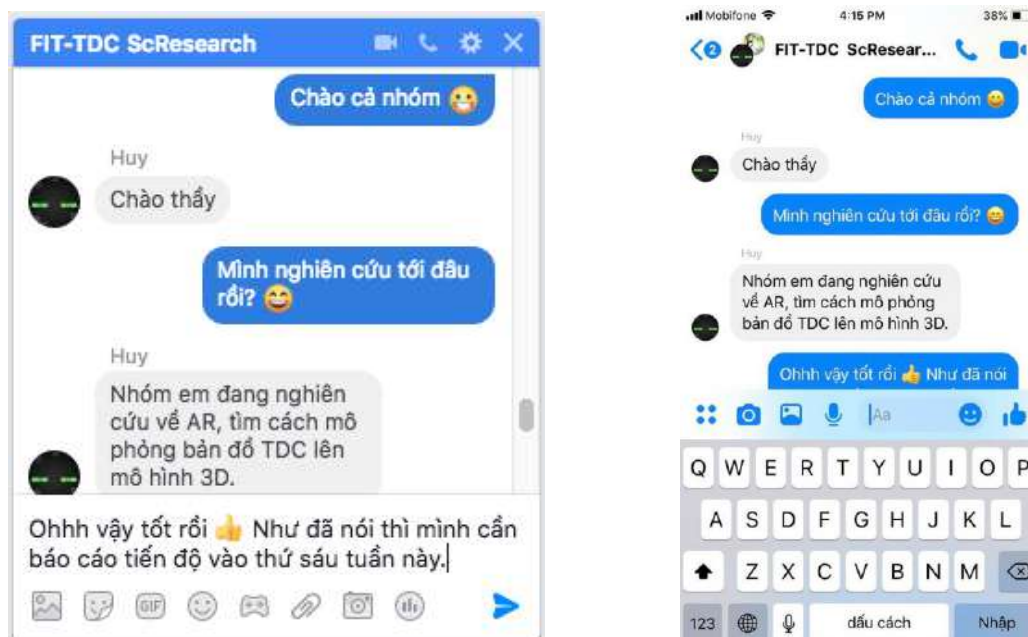 FIT-TDC ScResearch
Chào cả nhóm 😬
Huy
Chào thầy
Mình nghiên cứu tới đâu
rồi? 😄
Huy
Nhóm em đang nghiên
cứu về AR, tìm cách mô
phỏng bản đồ TDC lên
mô hình 3D.
Ohhh vậy tốt rồi 👍 Như đã nói thì mình cần
báo cáo tiến độ vào thứ sáu tuần này.
GIF
Mobifone 4:15 PM 38%
2 FIT-TDC ScResear...
Chào cả nhóm 😄
Huy
Chào thầy
Mình nghiên cứu tới đâu rồi? 😄
Huy
Nhóm em đang nghiên cứu
về AR, tìm cách mô phỏng
bản đồ TDC lên mô hình 3D.
Ohhh vậy tốt rồi 👍 Như đã nói
Aa
Q W E R T Y U I O P
A S D F G H J K L
Z X C V B N M
123 dấu cách Nhập